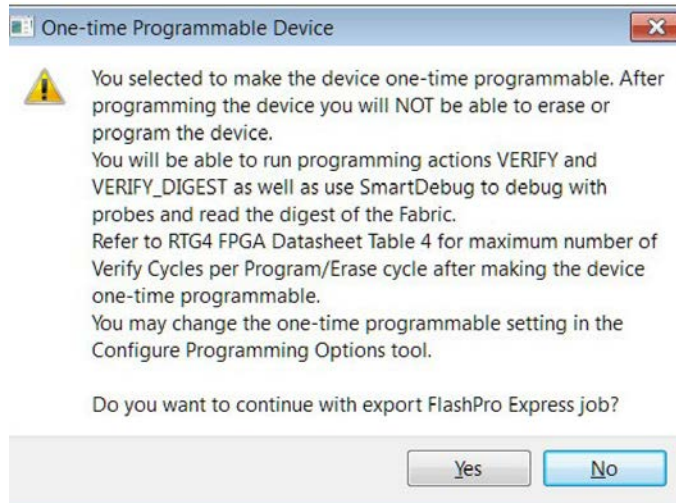 One-time Programmable Device
You selected to make the device one-time programmable. After
programming the device you will NOT be able to erase or
program the device.
You will be able to run programming actions VERIFY and
VERIFY_DIGEST as well as use SmartDebug to debug with
probes and read the digest of the Fabric.
Refer to RTG4 FPGA Datasheet Table 4 for maximum number of
Verify Cycles per Program/Erase cycle after making the device
one-time programmable.
You may change the one-time programmable setting in the
Configure Programming Options tool.
Do you want to continue with export FlashPro Express job?
Yes No